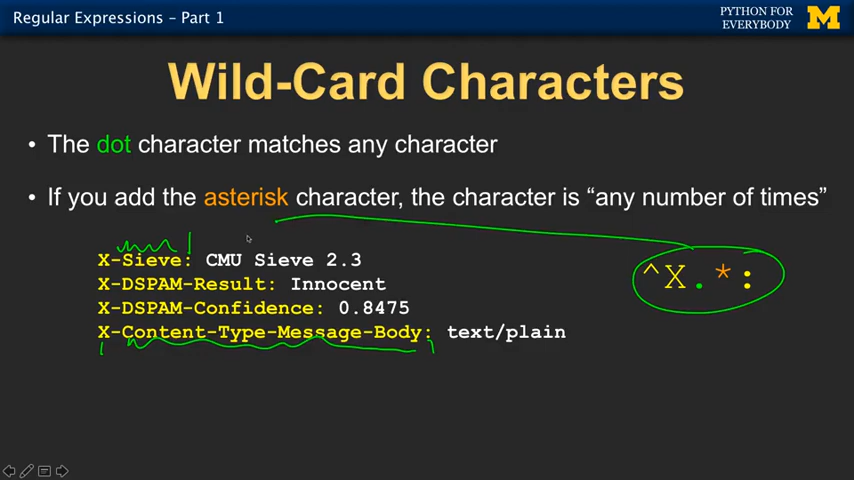 Regular Expressions – Part 1
PYTHON FOR
EVERYBODY
Wild-Card Characters
• The dot character matches any character
• If you add the asterisk character, the character is “any number of times”
X-Sieve: CMU Sieve 2.3
X-DSPAM-Result: Innocent
X-DSPAM-Confidence: 0.8475
X-Content-Type-Message-Body: text/plain
^X.*: